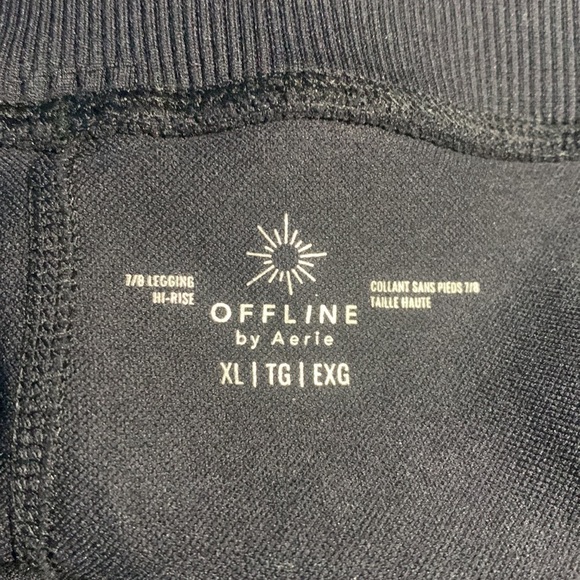 7/8 LEGGING
HI-RISE
COLLANT SANS PIEDS 7/8
TAILLE HAUTE
OFFLINE
by Aerie
XL | TG | EXG